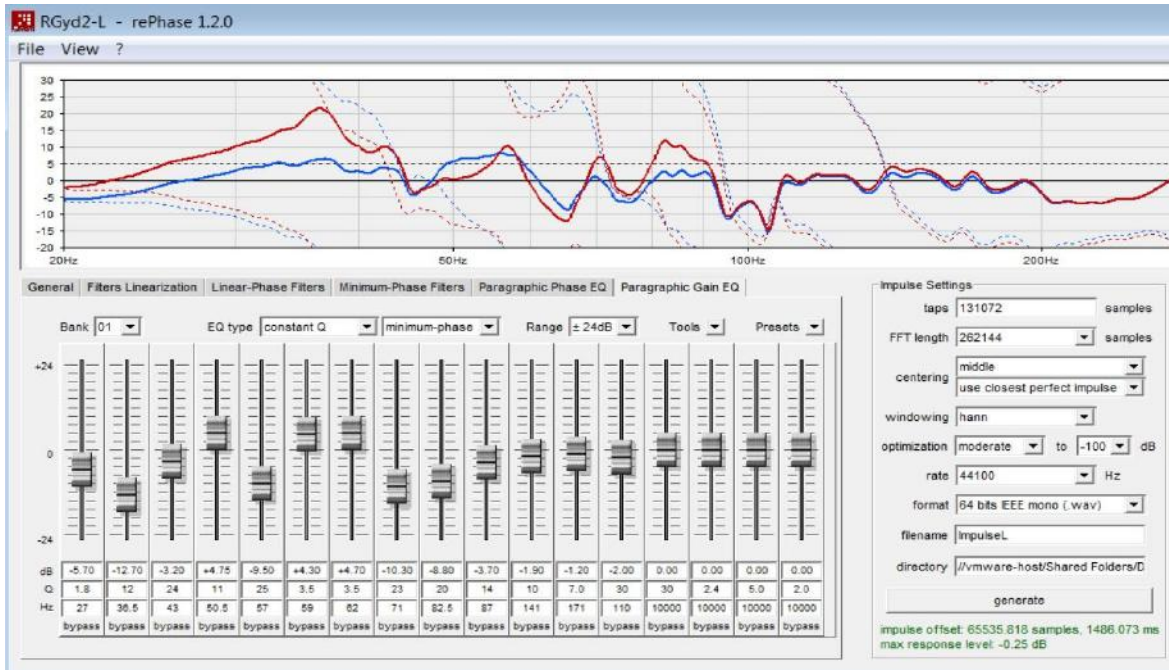 RGyd2-L - rePhase 1.2.0
File View ?
30
25
20
15
10
5
0
-5
-10
-15
-20
20Hz 50Hz 100Hz 200Hz
General Filters Linearization Linear-Phase Filters Minimum-Phase Filters Paragraphic Phase EQ Paragraphic Gain EQ
Bank 01 EQ type constant Q minimum-phase Range ± 24dB Tools Presets
+24
0
-24
dB -5.70 -12.70 -3.20 +4.75 -9.50 +4.30 +4.70 -10.30 -8.80 -3.70 -1.90 -1.20 -2.00 0.00 0.00 0.00 0.00
Q 1.8 12 24 11 25 3.5 3.5 23 20 14 10 7.0 30 30 2.4 5.0 2.0
Hz 27 36.5 43 50.5 57 59 62 71 82.5 87 141 171 110 10000 10000 10000 10000
bypass bypass bypass bypass bypass bypass bypass bypass bypass bypass bypass bypass bypass bypass bypass bypass bypass
Impulse Settings
taps 131072 samples
FFT length 262144 samples
centering middle
use closest perfect impulse
windowing hann
optimization moderate to -100 dB
rate 44100 Hz
format 64 bits IEEE mono (.wav)
filename ImpulseL
directory //vmware-host/Shared Folders/D
generate
impulse offset: 65535.818 samples, 1486.073 ms
max response level: -0.25 dB